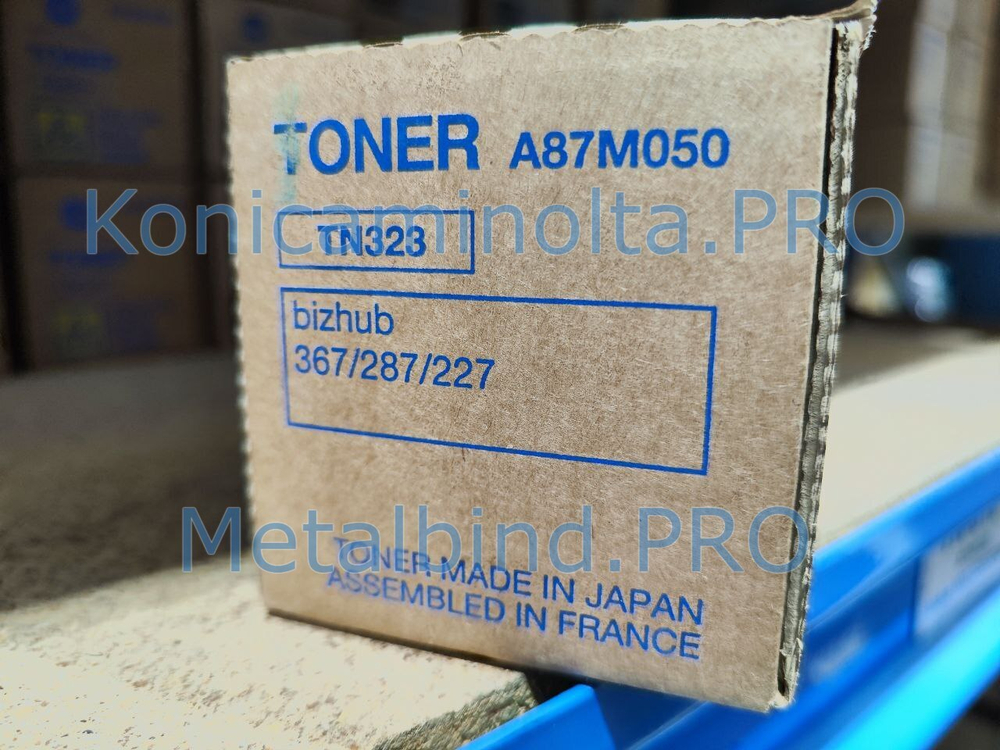 TONER A87M050
Konicaminolta.PRO
TN323
bizhub
367/287/227
Metalbind.PRO
TONER MADE IN JAPAN
ASSEMBLED IN FRANCE